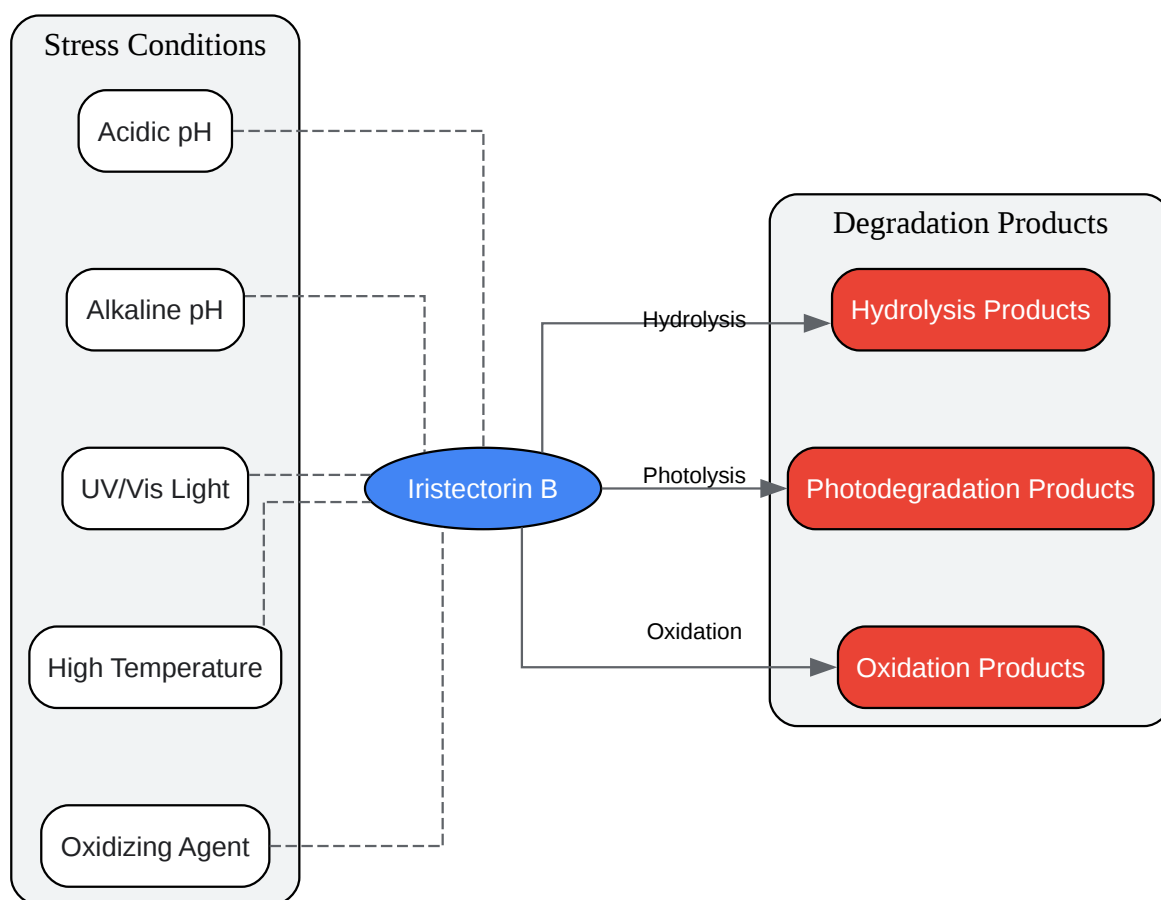 Stress Conditions
Acidic pH
Alkaline pH
UV/Vis Light
High Temperature
Oxidizing Agent
Iristectorin B
Hydrolysis
Photolysis
Oxidation
Degradation Products
Hydrolysis Products
Photodegradation Products
Oxidation Products